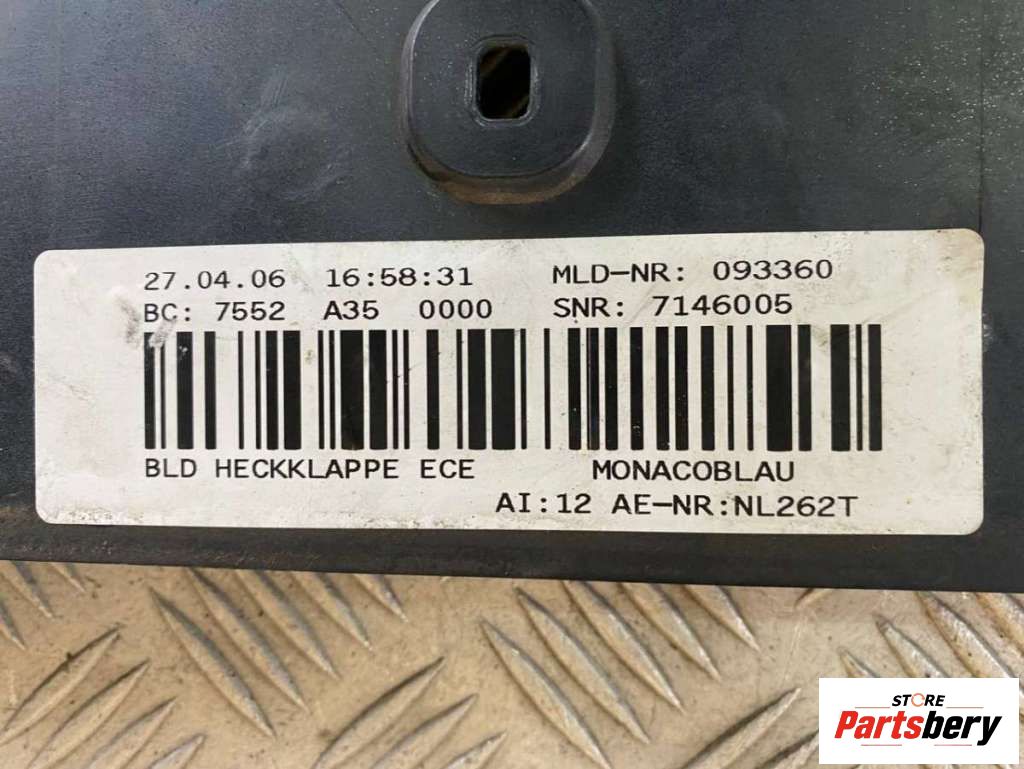 27.04.06 16:58:31 MLD-NR: 093360
BC: 7552 A35 0000 SNR: 7146005
BLD HECKKLAPPE ECE MONACOBLAU
AI:12 AE-NR:NL262T
STORE
Partsbery